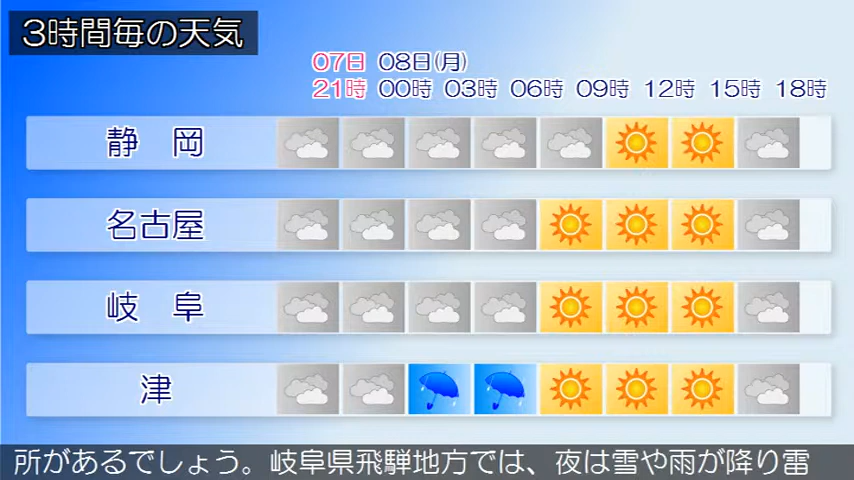 3時間毎の天気
07日 08日(月)
21時 00時 03時 06時 09時 12時 15時 18時
静 岡
名古屋
岐 阜
津
所があるでしょう。岐阜県飛騨地方では、夜は雪や雨が降り雷